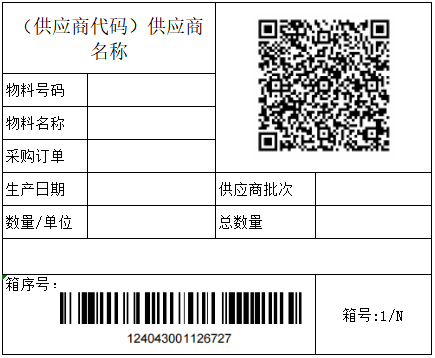 （供应商代码）供应商
名称
物料号码
物料名称
采购订单
生产日期 供应商批次
数量/单位 总数量
箱序号：
124043001126727
箱号:1/N